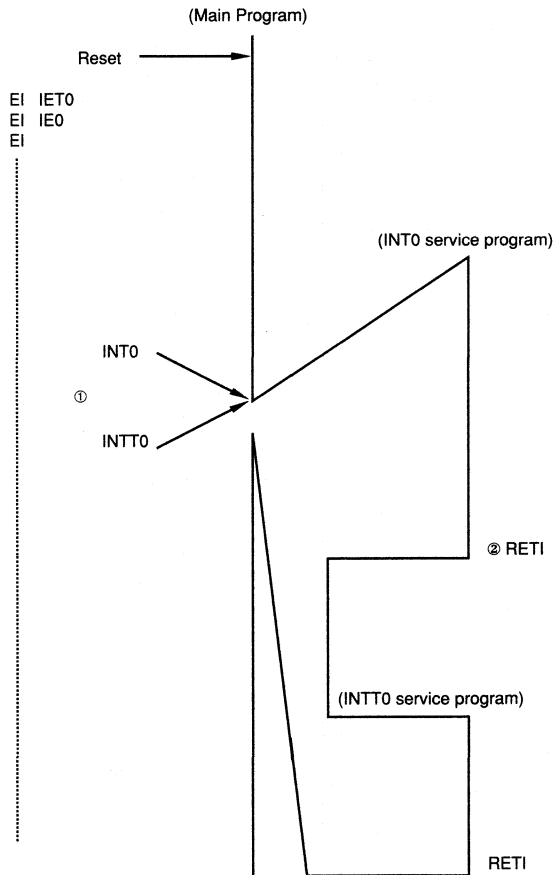 (Main Program)
Reset
EI IET0
EI IE0
EI
(INT0 service program)
INT0
①
INTT0
② RETI
(INTT0 service program)
RETI